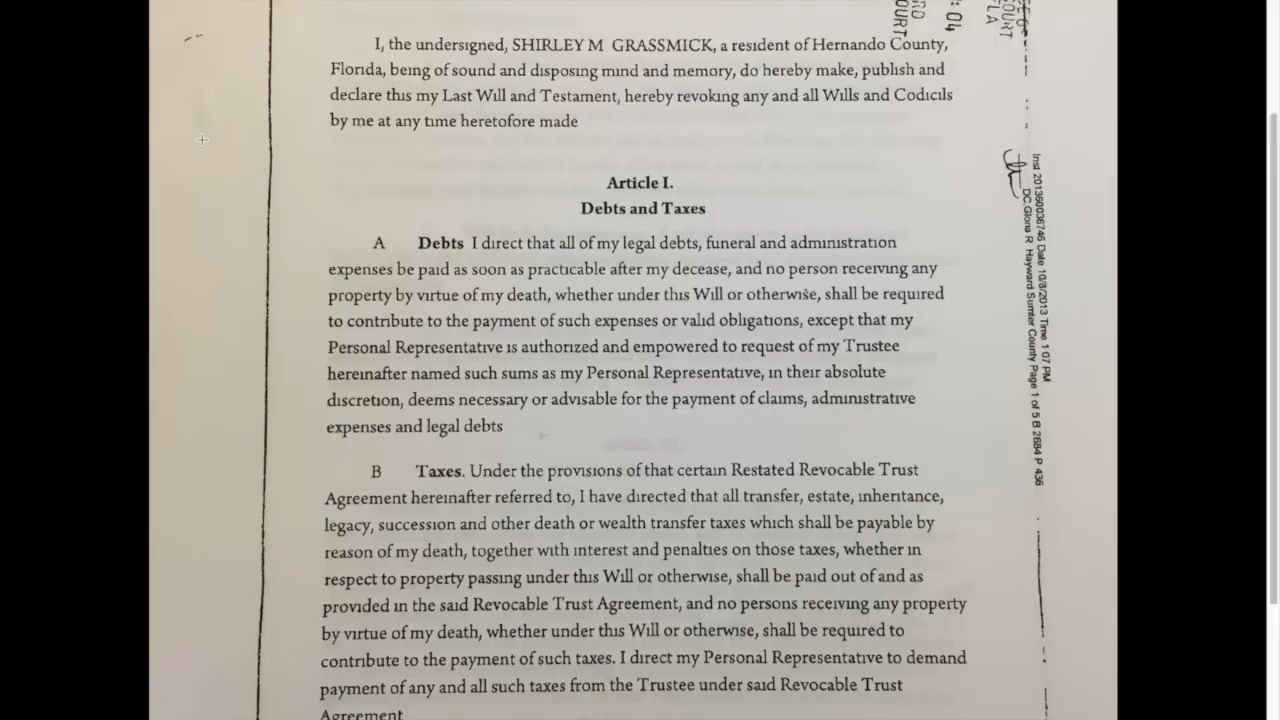 I, the undersigned, SHIRLEY M GRASSMICK, a resident of Hernando County,
Florida, being of sound and disposing mind and memory, do hereby make, publish and
declare this my Last Will and Testament, hereby revoking any and all Wills and Codicils
by me at any time heretofore made
Article I.
Debts and Taxes
A Debts I direct that all of my legal debts, funeral and administration
expenses be paid as soon as practicable after my decease, and no person receiving any
property by virtue of my death, whether under this Will or otherwise, shall be required
to contribute to the payment of such expenses or valid obligations, except that my
Personal Representative is authorized and empowered to request of my Trustee
hereinafter named such sums as my Personal Representative, in their absolute
discretion, deems necessary or advisable for the payment of claims, administrative
expenses and legal debts
B Taxes. Under the provisions of that certain Restated Revocable Trust
Agreement hereinafter referred to, I have directed that all transfer, estate, inheritance,
legacy, succession and other death or wealth transfer taxes which shall be payable by
reason of my death, together with interest and penalties on those taxes, whether in
respect to property passing under this Will or otherwise, shall be paid out of and as
provided in the said Revocable Trust Agreement, and no persons receiving any property
by virtue of my death, whether under this Will or otherwise, shall be required to
contribute to the payment of such taxes. I direct my Personal Representative to demand
payment of any and all such taxes from the Trustee under said Revocable Trust
Agreement
: 04
COURT
FLA
Inst 201360036746 Date 10/8/2013 Time 1 07 PM
DC, Gloria R Hayward Sumter County Page 1 of 5 B 2684 P 436